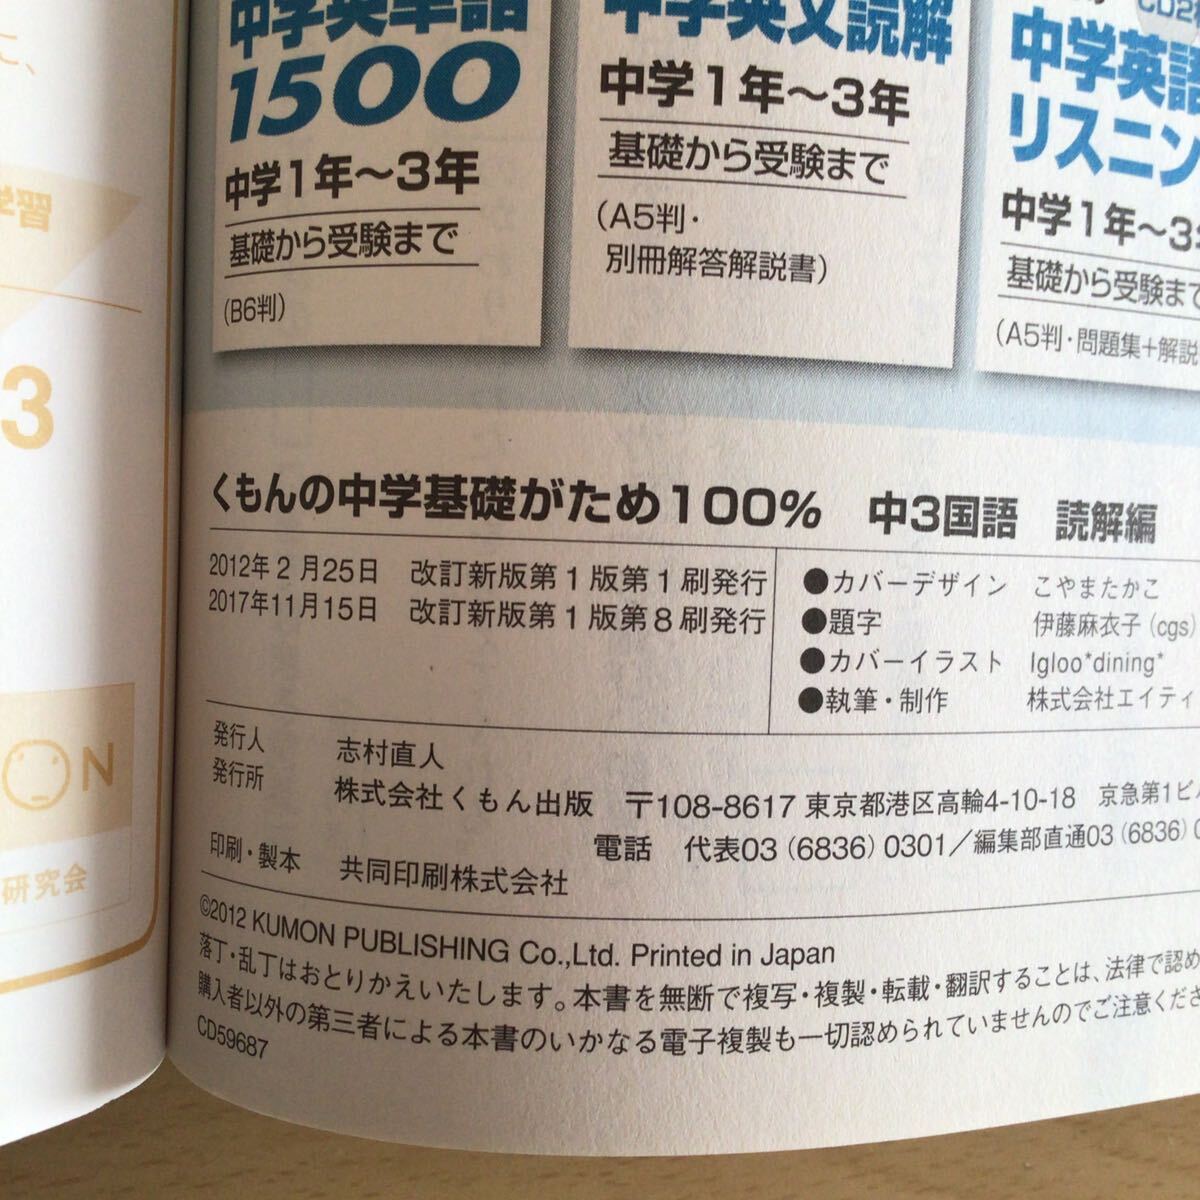 に、
学習
3
N
研究会
中学英単語
1500
中学1年〜3年
基礎から受験まで
(B6判)
中学英文読解
中学1年〜3年
基礎から受験まで
(A5判・
別冊解答解説書)
中学英語
リスニン
中学1年〜3年
基礎から受験まで
(A5判・問題集+解説
くもんの中学基礎がため100% 中3国語 読解編
2012年2月25日 改訂新版第1版第1刷発行
2017年11月15日 改訂新版第1版第8刷発行
●カバーデザイン こやまたかこ
●題字 伊藤麻衣子(cgs)
●カバーイラスト Igloo*dining*
●執筆・制作 株式会社エイティ
発行人 志村直人
発行所 株式会社くもん出版 〒108-8617 東京都港区高輪4-10-18 京急第1ビル
電話 代表03(6836)0301/編集部直通03(6836)0
印刷・製本 共同印刷株式会社
©2012 KUMON PUBLISHING Co.,Ltd. Printed in Japan
落丁・乱丁はおとりかえいたします。本書を無断で複写・複製・転載・翻訳することは、法律で認め
購入者以外の第三者による本書のいかなる電子複製も一切認められていませんのでご注意くださ
CD59687